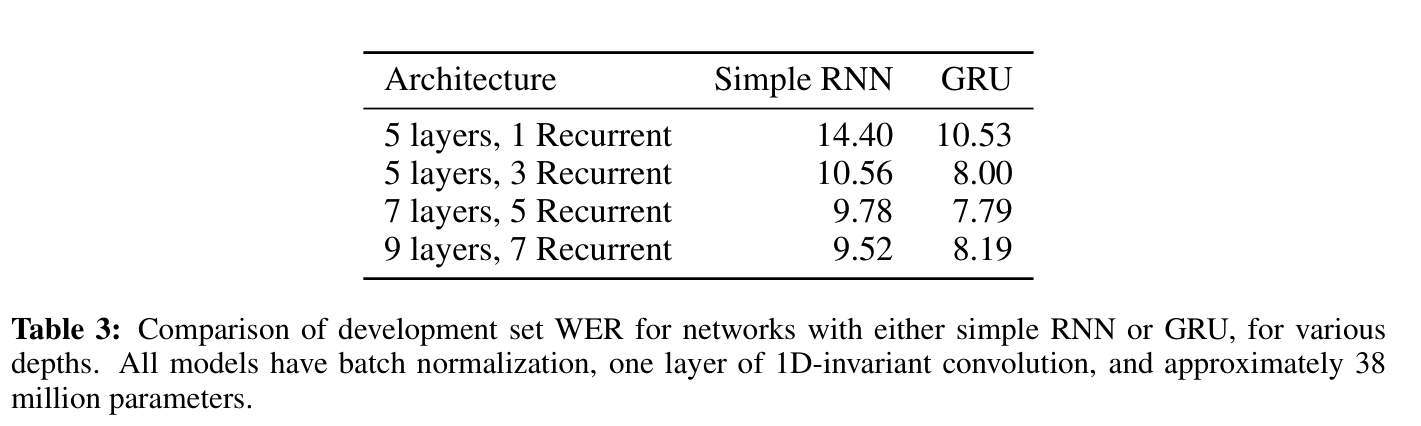 Architecture Simple RNN GRU
5 layers, 1 Recurrent 14.40 10.53
5 layers, 3 Recurrent 10.56 8.00
7 layers, 5 Recurrent 9.78 7.79
9 layers, 7 Recurrent 9.52 8.19
Table 3: Comparison of development set WER for networks with either simple RNN or GRU, for various
depths. All models have batch normalization, one layer of 1D-invariant convolution, and approximately 38
million parameters.